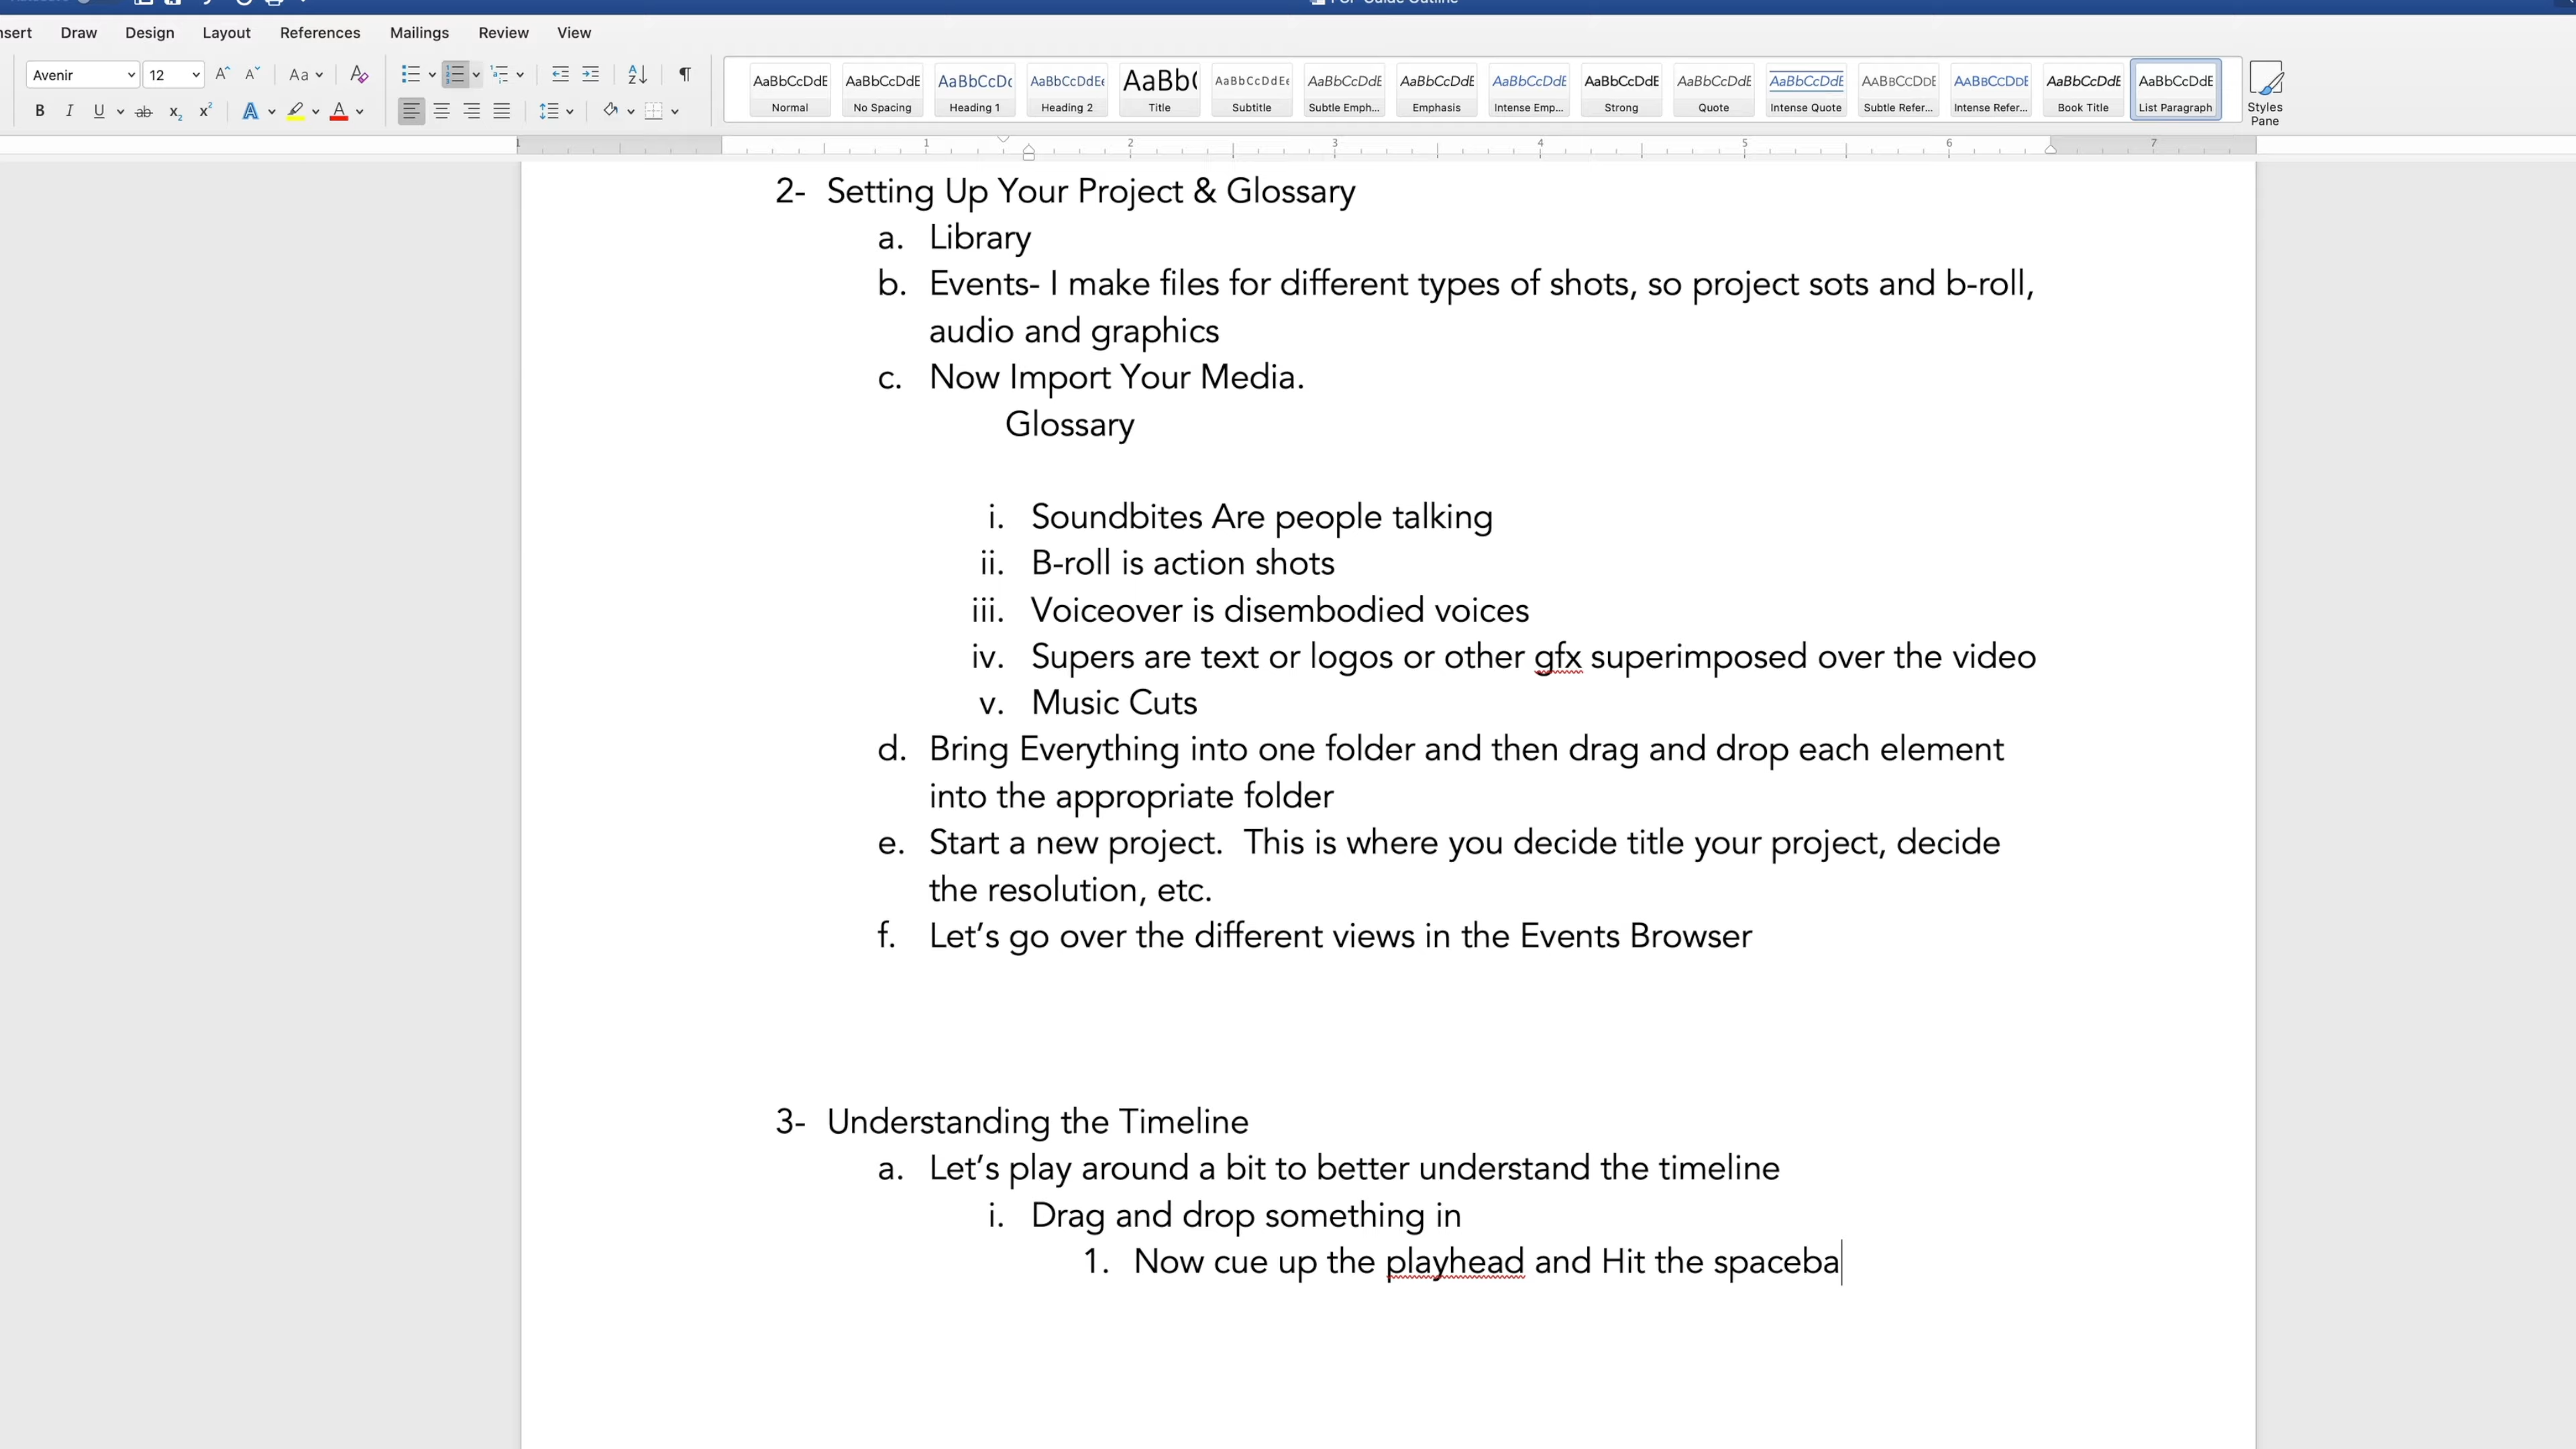 Draw Design Layout References Mailings Review View
Avenir 12 Aa
AaBbCcDdE AaBbCcDdE AaBbCcDc AaBbCcDdEe AaBb( AaBbCcDdEe AaBbCcDdE AaBbCcDdE AaBbCcDdE AaBbCcDdE AaBbCcDdE AaBbCcDdE AaBbCcDdE AaBbCcDdE AaBbCcDdE AaBbCcDdE
Normal No Spacing Heading 1 Heading 2 Title Subtitle Subtle Emph... Emphasis Intense Emp... Strong Quote Intense Quote Subtle Refer... Intense Refer... Book Title List Paragraph
Styles
Pane
1 1 2 3 4 5 6 7
2- Setting Up Your Project & Glossary
a. Library
b. Events- I make files for different types of shots, so project sots and b-roll,
audio and graphics
c. Now Import Your Media.
Glossary
i. Soundbites Are people talking
ii. B-roll is action shots
iii. Voiceover is disembodied voices
iv. Supers are text or logos or other gfx superimposed over the video
v. Music Cuts
d. Bring Everything into one folder and then drag and drop each element
into the appropriate folder
e. Start a new project.  This is where you decide title your project, decide
the resolution, etc.
f. Let’s go over the different views in the Events Browser
3- Understanding the Timeline
a. Let’s play around a bit to better understand the timeline
i. Drag and drop something in
1. Now cue up the playhead and Hit the spaceba